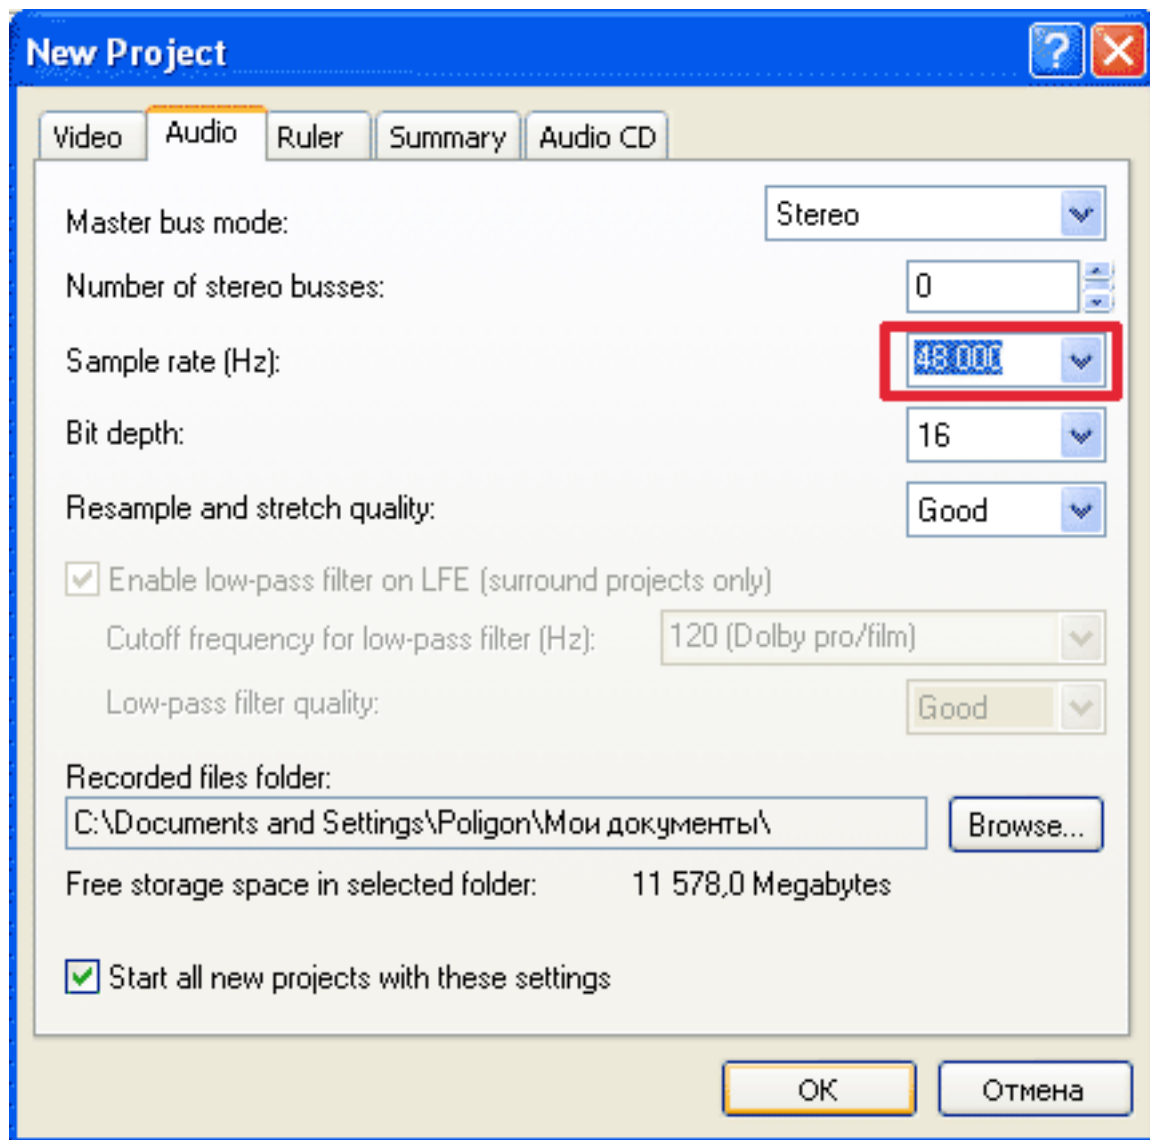 New Project
Video Audio Ruler Summary Audio CD
Master bus mode: Stereo
Number of stereo busses: 0
Sample rate (Hz): 48 000
Bit depth: 16
Resample and stretch quality: Good
Enable low-pass filter on LFE (surround projects only)
Cutoff frequency for low-pass filter (Hz): 120 (Dolby pro/film)
Low-pass filter quality: Good
Recorded files folder:
C:\Documents and Settings\Poligon\Мои документы\ Browse...
Free storage space in selected folder: 11 578,0 Megabytes
Start all new projects with these settings
ОК Отмена